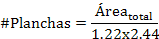 #Planchas = Área_total / 1.22x2.44